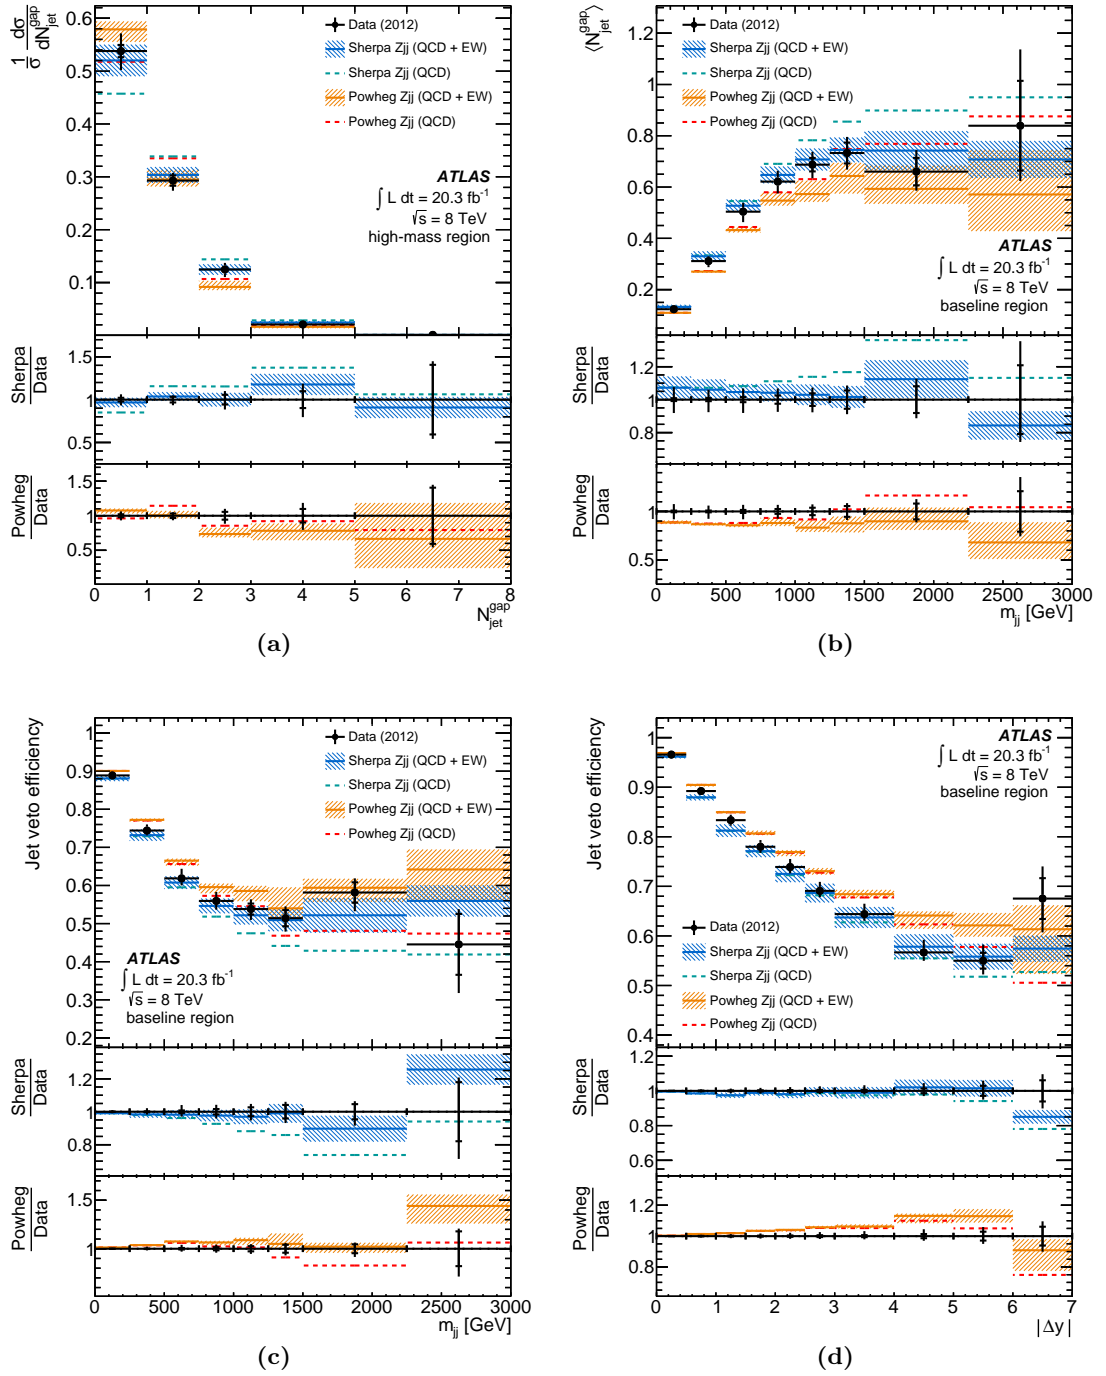 1/σ dσ/dN_jet^gap
0.6
0.5
0.4
0.3
0.2
0.1
Data (2012)
Sherpa Zjj (QCD + EW)
Sherpa Zjj (QCD)
Powheg Zjj (QCD + EW)
Powheg Zjj (QCD)
ATLAS
∫ L dt = 20.3 fb⁻¹
√s = 8 TeV
high-mass region
Sherpa/Data
1.5
1
0.5
Powheg/Data
1.5
1
0.5
0 1 2 3 4 5 6 7 8
N_jet^gap
(a)
⟨N_jet^gap⟩
1.2
1
0.8
0.6
0.4
0.2
Data (2012)
Sherpa Zjj (QCD + EW)
Sherpa Zjj (QCD)
Powheg Zjj (QCD + EW)
Powheg Zjj (QCD)
ATLAS
∫ L dt = 20.3 fb⁻¹
√s = 8 TeV
baseline region
Sherpa/Data
1.2
1
0.8
Powheg/Data
1
0.5
0 500 1000 1500 2000 2500 3000
m_jj [GeV]
(b)
Jet veto efficiency
1
0.9
0.8
0.7
0.6
0.5
0.4
0.3
0.2
Data (2012)
Sherpa Zjj (QCD + EW)
Sherpa Zjj (QCD)
Powheg Zjj (QCD + EW)
Powheg Zjj (QCD)
ATLAS
∫ L dt = 20.3 fb⁻¹
√s = 8 TeV
baseline region
Sherpa/Data
1.2
1
0.8
Powheg/Data
1.5
1
0 500 1000 1500 2000 2500 3000
m_jj [GeV]
(c)
Jet veto efficiency
1
0.9
0.8
0.7
0.6
0.5
0.4
ATLAS
∫ L dt = 20.3 fb⁻¹
√s = 8 TeV
baseline region
Data (2012)
Sherpa Zjj (QCD + EW)
Sherpa Zjj (QCD)
Powheg Zjj (QCD + EW)
Powheg Zjj (QCD)
Sherpa/Data
1.2
1
0.8
0.6
Powheg/Data
1.2
1
0.8
0 1 2 3 4 5 6 7
|Δy|
(d)